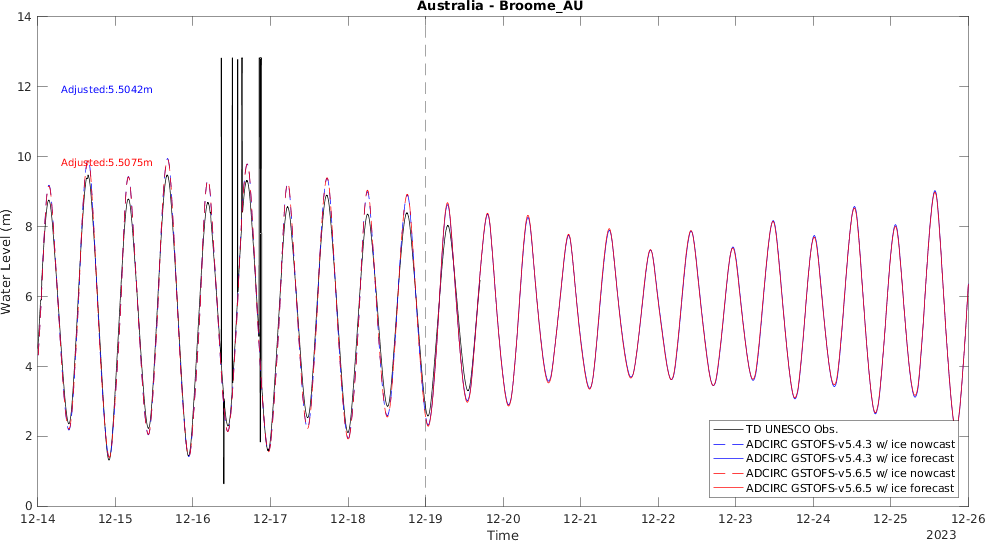 Australia - Broome_AU
14
12
10
8
6
4
2
0
Water Level (m)
Adjusted:5.5042m
Adjusted:5.5075m
TD UNESCO Obs.
ADCIRC GSTOFS-v5.4.3 w/ ice nowcast
ADCIRC GSTOFS-v5.4.3 w/ ice forecast
ADCIRC GSTOFS-v5.6.5 w/ ice nowcast
ADCIRC GSTOFS-v5.6.5 w/ ice forecast
12-14 12-15 12-16 12-17 12-18 12-19 12-20 12-21 12-22 12-23 12-24 12-25 12-26
Time
2023